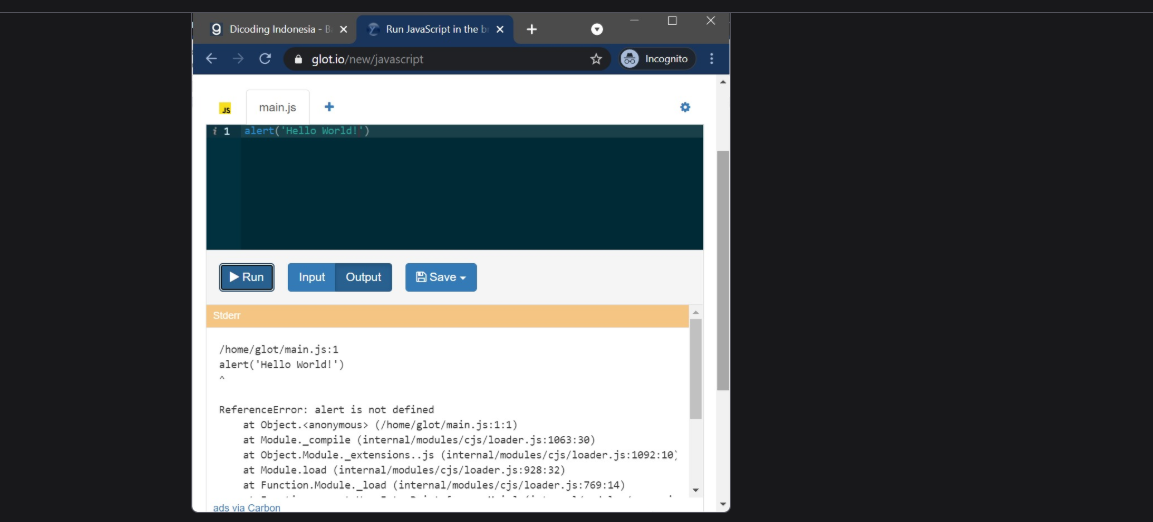 Dicoding Indonesia - B
Run JavaScript in the b
glot.io/new/javascript
Incognito
JS
main.js
i 1 alert('Hello World!')
Run
Input
Output
Save
Stderr
/home/glot/main.js:1
alert('Hello World!')
^
ReferenceError: alert is not defined
at Object.<anonymous> (/home/glot/main.js:1:1)
at Module._compile (internal/modules/cjs/loader.js:1063:30)
at Object.Module._extensions..js (internal/modules/cjs/loader.js:1092:10)
at Module.load (internal/modules/cjs/loader.js:928:32)
at Function.Module._load (internal/modules/cjs/loader.js:769:14)
ads via Carbon